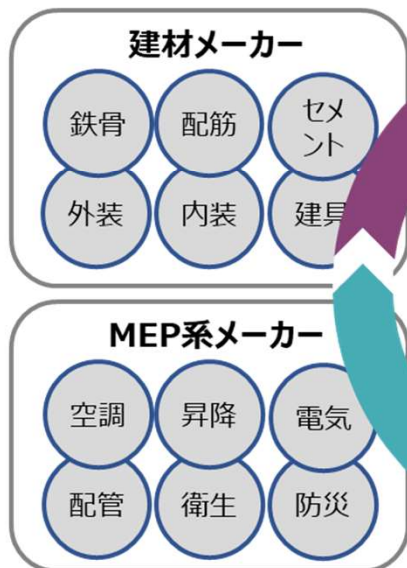 建材メーカー
鉄骨 配筋 セメ
ント
外装 内装 建具
MEP系メーカー
空調 昇降 電気
配管 衛生 防災